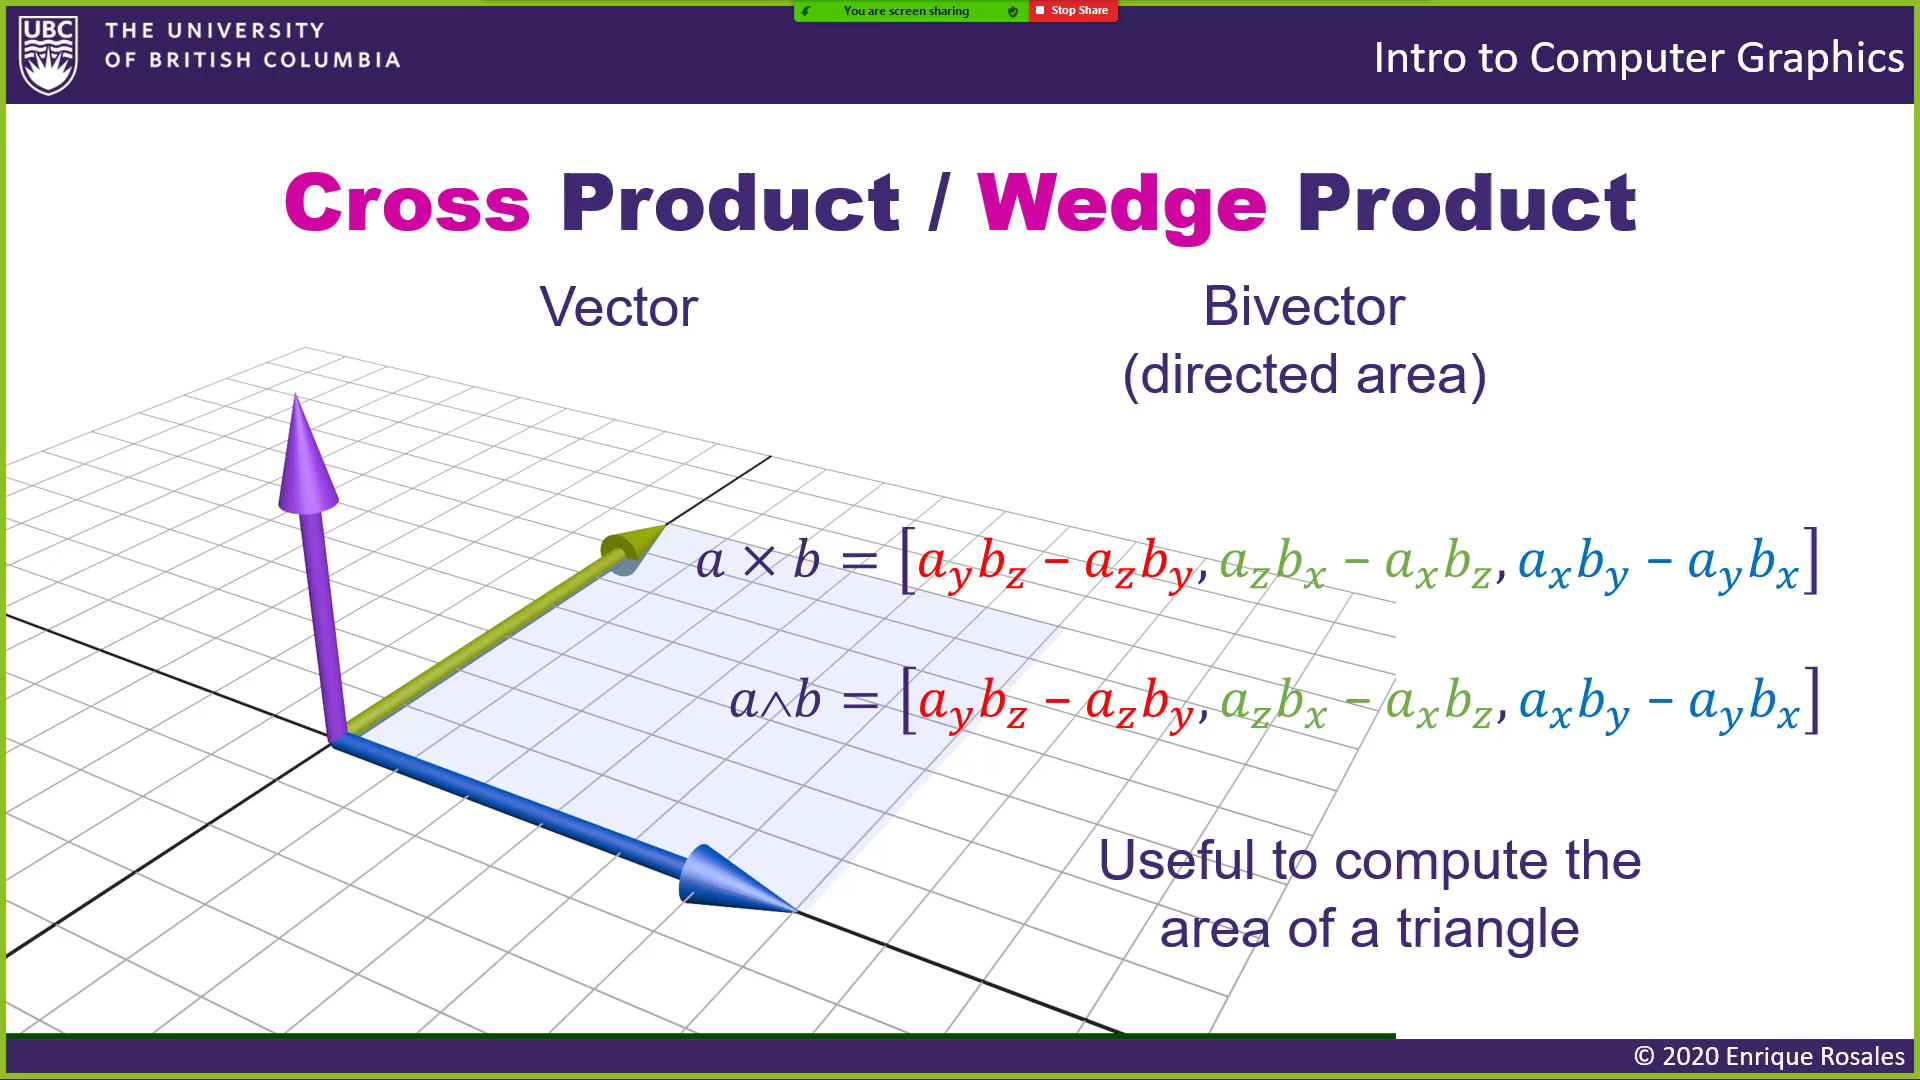 You are screen sharing
Stop Share
UBC
THE UNIVERSITY
OF BRITISH COLUMBIA
Intro to Computer Graphics
Cross Product / Wedge Product
Vector
Bivector
(directed area)
a × b = [a_y b_z − a_z b_y, a_z b_x − a_x b_z, a_x b_y − a_y b_x]
a∧b = [a_y b_z − a_z b_y, a_z b_x − a_x b_z, a_x b_y − a_y b_x]
Useful to compute the
area of a triangle
© 2020 Enrique Rosales